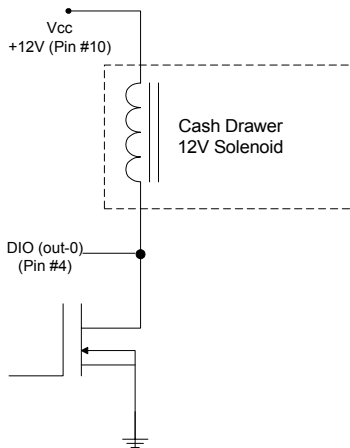 Vcc
+12V (Pin #10)
Cash Drawer
12V Solenoid
DIO (out-0)
(Pin #4)